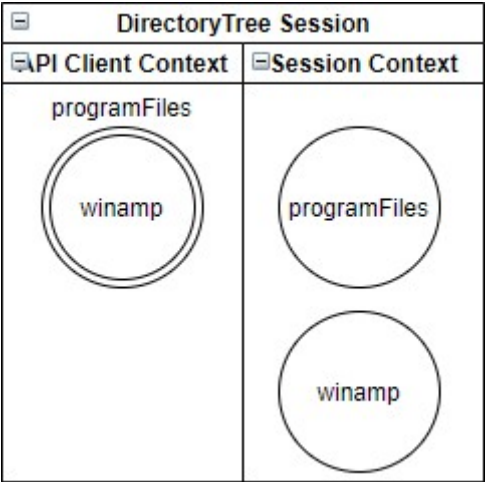 DirectoryTree Session
API Client Context
Session Context
programFiles
winamp
programFiles
winamp